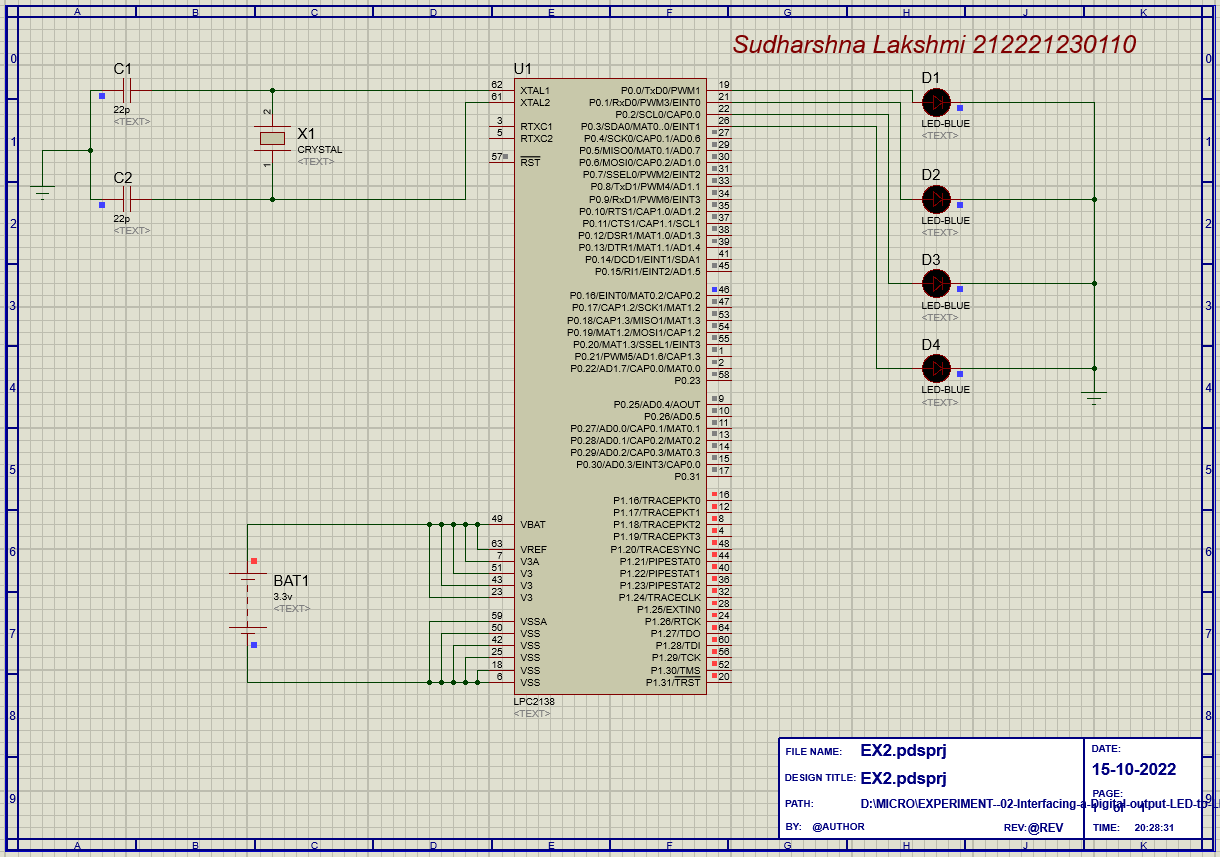 A B C D E F G H J K
Sudharshna Lakshmi 212221230110
0 0
1 1
2 2
3 3
4 4
5 5
6 6
7 7
8 8
9 9
C1
22p
<TEXT>
C2
22p
<TEXT>
2
X1
CRYSTAL
<TEXT>
1
U1
62 XTAL1
61 XTAL2
3 RTXC1
5 RTXC2
57 RST
49 VBAT
63 VREF
7 V3A
51 V3
43 V3
23 V3
59 VSSA
50 VSS
42 VSS
25 VSS
18 VSS
6 VSS
P0.0/TxD0/PWM1 19
P0.1/RxD0/PWM3/EINT0 21
P0.2/SCL0/CAP0.0 22
P0.3/SDA0/MAT0..0/EINT1 26
P0.4/SCK0/CAP0.1/AD0.6 27
P0.5/MISO0/MAT0.1/AD0.7 29
P0.6/MOSI0/CAP0.2/AD1.0 30
P0.7/SSEL0/PWM2/EINT2 31
P0.8/TxD1/PWM4/AD1.1 33
P0.9/RxD1/PWM6/EINT3 34
P0.10/RTS1/CAP1.0/AD1.2 35
P0.11/CTS1/CAP1.1/SCL1 37
P0.12/DSR1/MAT1.0/AD1.3 38
P0.13/DTR1/MAT1.1/AD1.4 39
P0.14/DCD1/EINT1/SDA1 41
P0.15/RI1/EINT2/AD1.5 45
P0.16/EINT0/MAT0.2/CAP0.2 46
P0.17/CAP1.2/SCK1/MAT1.2 47
P0.18/CAP1.3/MISO1/MAT1.3 53
P0.19/MAT1.2/MOSI1/CAP1.2 54
P0.20/MAT1.3/SSEL1/EINT3 55
P0.21/PWM5/AD1.6/CAP1.3 1
P0.22/AD1.7/CAP0.0/MAT0.0 2
P0.23 58
P0.25/AD0.4/AOUT 9
P0.26/AD0.5 10
P0.27/AD0.0/CAP0.1/MAT0.1 11
P0.28/AD0.1/CAP0.2/MAT0.2 13
P0.29/AD0.2/CAP0.3/MAT0.3 14
P0.30/AD0.3/EINT3/CAP0.0 15
P0.31 17
P1.16/TRACEPKT0 16
P1.17/TRACEPKT1 12
P1.18/TRACEPKT2 8
P1.19/TRACEPKT3 4
P1.20/TRACESYNC 48
P1.21/PIPESTAT0 44
P1.22/PIPESTAT1 40
P1.23/PIPESTAT2 36
P1.24/TRACECLK 32
P1.25/EXTIN0 28
P1.26/RTCK 24
P1.27/TDO 64
P1.28/TDI 60
P1.29/TCK 56
P1.30/TMS 52
P1.31/TRST 20
LPC2138
<TEXT>
D1
LED-BLUE
<TEXT>
D2
LED-BLUE
<TEXT>
D3
LED-BLUE
<TEXT>
D4
LED-BLUE
<TEXT>
BAT1
3.3v
<TEXT>
FILE NAME: EX2.pdsprj
DESIGN TITLE: EX2.pdsprj
PATH: D:\MICRO\EXPERIMENT--02-Interfacing-a-Digital-output-LED-to-
BY: @AUTHOR REV:@REV
DATE:
15-10-2022
PAGE:
TIME: 20:28:31
A B C D E F G H J K